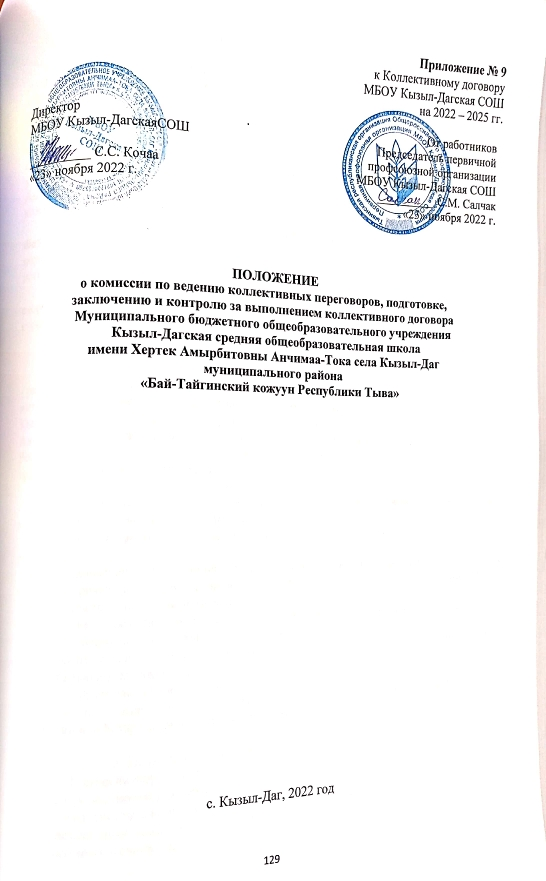 Приложение № 9
к Коллективному договору
МБОУ Кызыл-Дагская СОШ
на 2022 – 2025 гг.
Директор
МБОУ Кызыл-ДагскаяСОШ
С.С. Кочаа
«23» ноября 2022 г.
От работников
Председатель первичной
профсоюзной организации
МБОУ Кызыл-Дагская СОШ
С.М. Салчак
«23» ноября 2022 г.
ПОЛОЖЕНИЕ
о комиссии по ведению коллективных переговоров, подготовке,
заключению и контролю за выполнением коллективного договора
Муниципального бюджетного общеобразовательного учреждения
Кызыл-Дагская средняя общеобразовательная школа
имени Хертек Амырбитовны Анчимаа-Тока села Кызыл-Даг
муниципального района
«Бай-Тайгинский кожуун Республики Тыва»
с. Кызыл-Даг, 2022 год
129